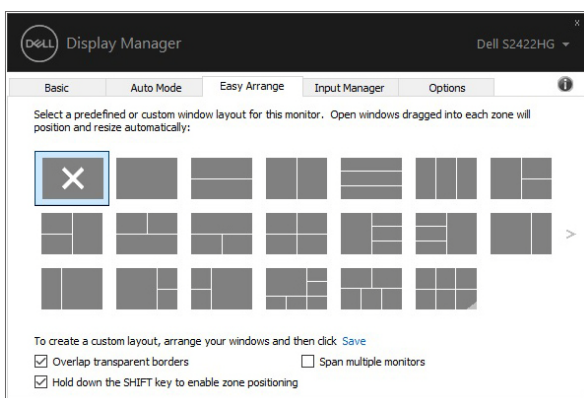 x
DELL Display Manager
Dell S2422HG
Basic
Auto Mode
Easy Arrange
Input Manager
Options
Select a predefined or custom window layout for this monitor. Open windows dragged into each zone will
position and resize automatically:
To create a custom layout, arrange your windows and then click Save
Overlap transparent borders
Span multiple monitors
Hold down the SHIFT key to enable zone positioning